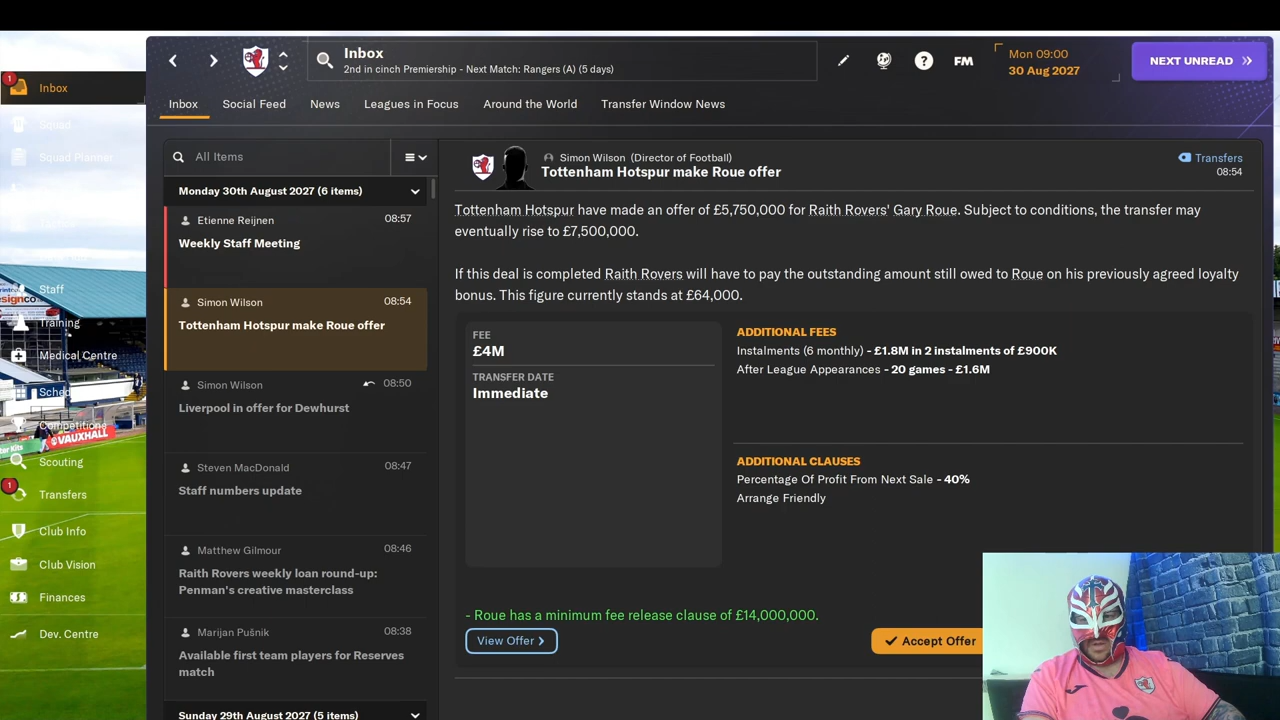 Inbox
2nd in cinch Premiership - Next Match: Rangers (A) (5 days)
Mon 09:00
30 Aug 2027
FM
NEXT UNREAD
1
Inbox
Squad
Squad Planner
Staff
Training
Medical Centre
Sched
Competitions
VAUXHALL
Scouting
1
Transfers
Club Info
Club Vision
Finances
Dev. Centre
Inbox
Social Feed
News
Leagues in Focus
Around the World
Transfer Window News
All Items
Monday 30th August 2027 (6 items)
Etienne Reijnen 08:57
Weekly Staff Meeting
Simon Wilson 08:54
Tottenham Hotspur make Roue offer
Simon Wilson 08:50
Liverpool in offer for Dewhurst
Steven MacDonald 08:47
Staff numbers update
Matthew Gilmour 08:46
Raith Rovers weekly loan round-up:
Penman's creative masterclass
Marijan Pušnik 08:38
Available first team players for Reserves
match
Sunday 29th August 2027 (5 items)
Simon Wilson (Director of Football)
Tottenham Hotspur make Roue offer
Transfers
08:54
Tottenham Hotspur have made an offer of £5,750,000 for Raith Rovers' Gary Roue. Subject to conditions, the transfer may
eventually rise to £7,500,000.
If this deal is completed Raith Rovers will have to pay the outstanding amount still owed to Roue on his previously agreed loyalty
bonus. This figure currently stands at £64,000.
FEE
£4M
TRANSFER DATE
Immediate
ADDITIONAL FEES
Instalments (6 monthly) - £1.8M in 2 instalments of £900K
After League Appearances - 20 games - £1.6M
ADDITIONAL CLAUSES
Percentage Of Profit From Next Sale - 40%
Arrange Friendly
- Roue has a minimum fee release clause of £14,000,000.
View Offer
Accept Offer